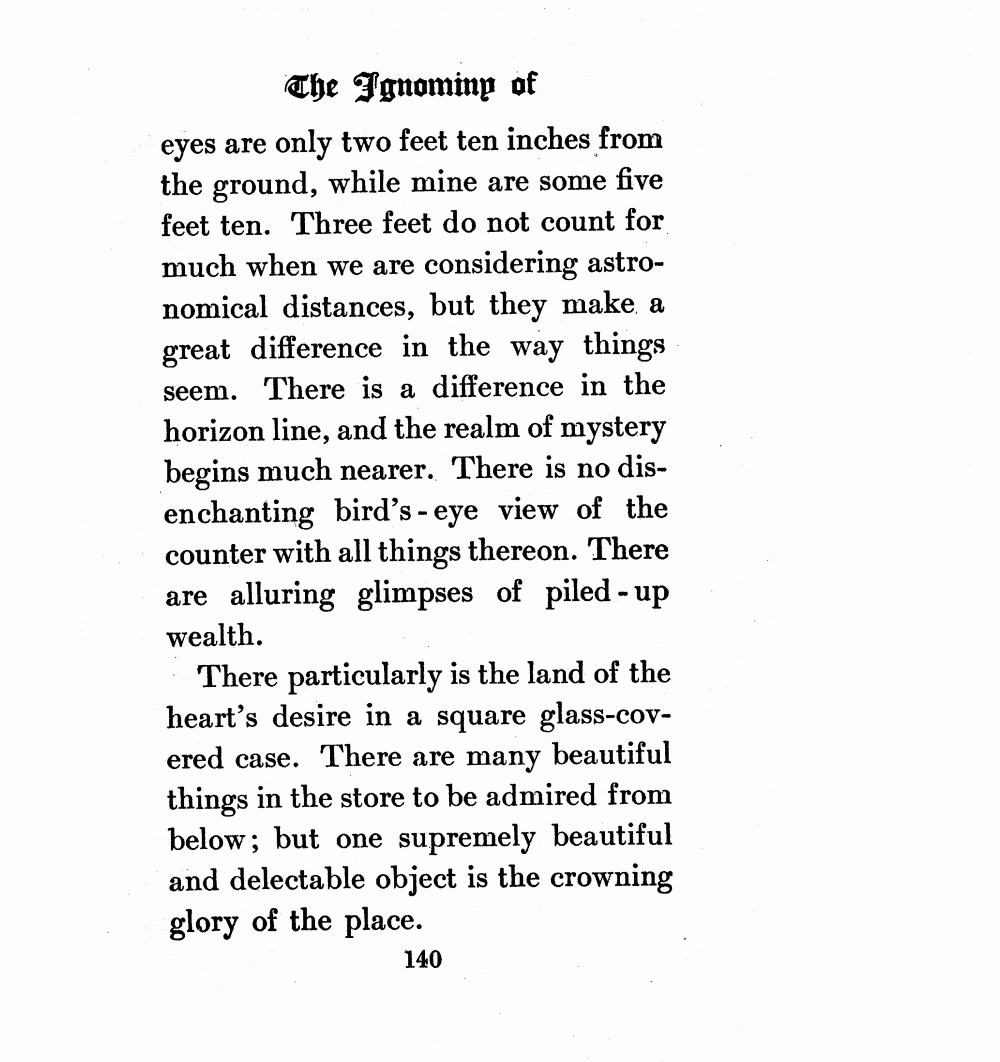 The Ignominy of
eyes are only two feet ten inches from
the ground, while mine are some five
feet ten. Three feet do not count for
much when we are considering astro-
nomical distances, but they make a
great difference in the way things
seem. There is a difference in the
horizon line, and the realm of mystery
begins much nearer. There is no dis-
enchanting bird's-eye view of the
counter with all things thereon. There
are alluring glimpses of piled-up
wealth.
There particularly is the land of the
heart's desire in a square glass-cov-
ered case. There are many beautiful
things in the store to be admired from
below; but one supremely beautiful
and delectable object is the crowning
glory of the place.
140